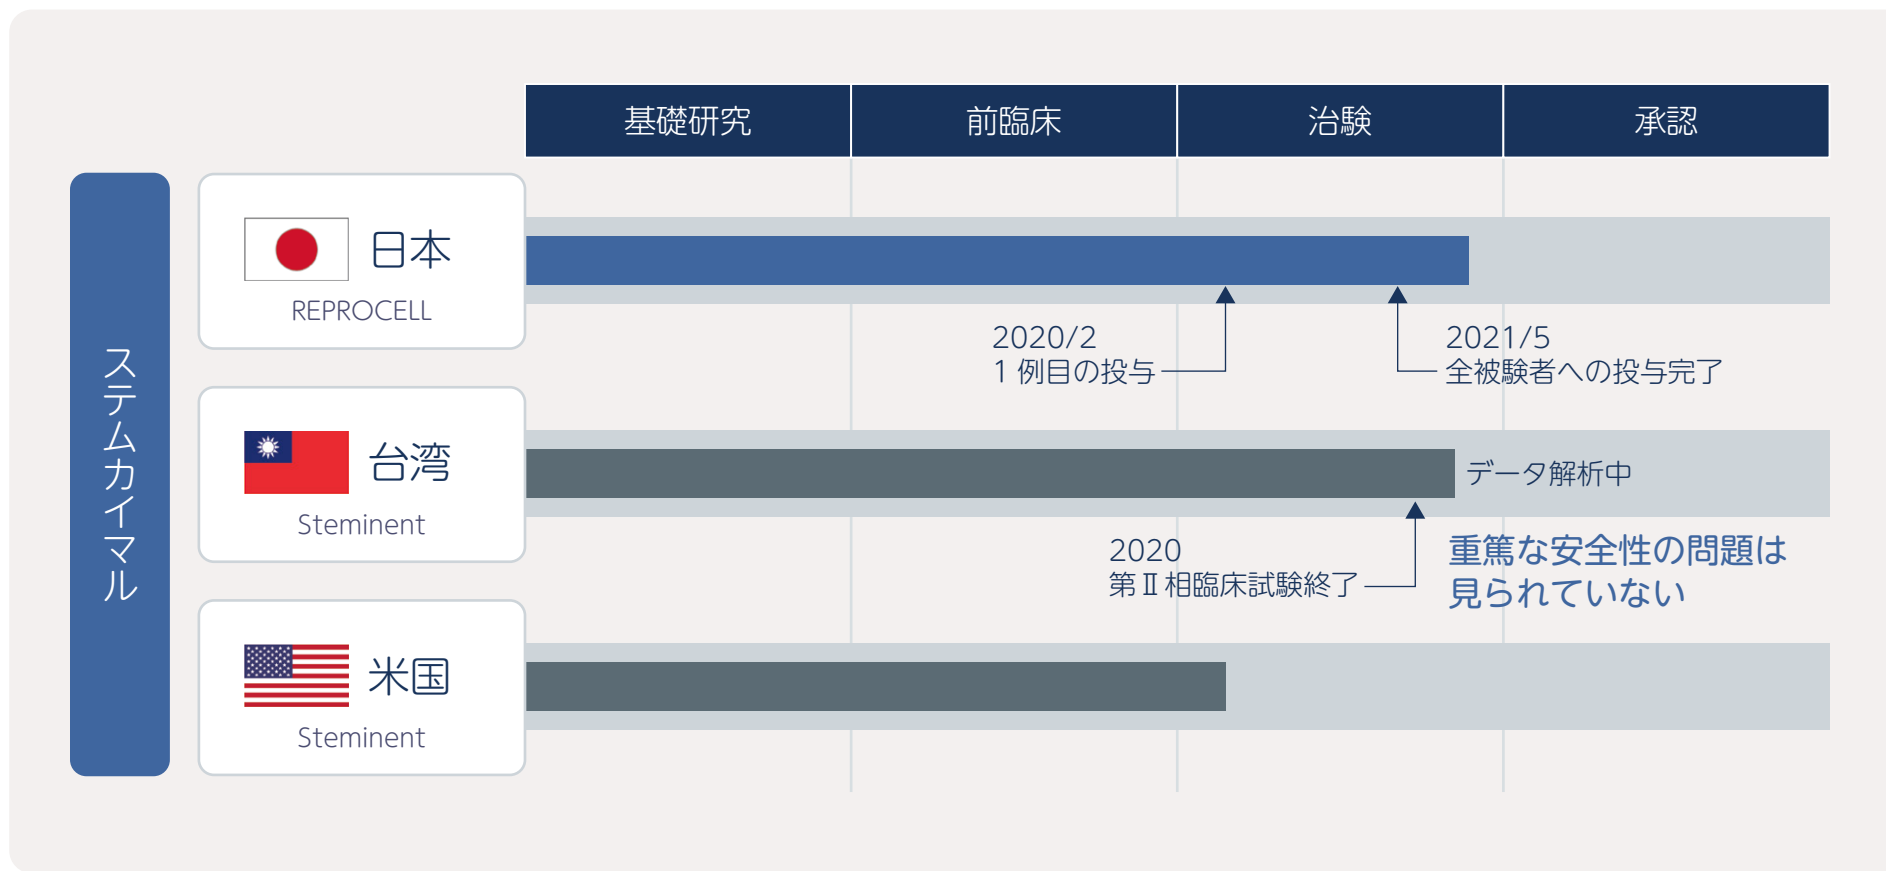 基礎研究
前臨床
治験
承認
ステムカイマル
日本
REPROCELL
2020/2
1 例目の投与
2021/5
全被験者への投与完了
台湾
Steminent
データ解析中
2020
第Ⅱ相臨床試験終了
重篤な安全性の問題は
見られていない
米国
Steminent